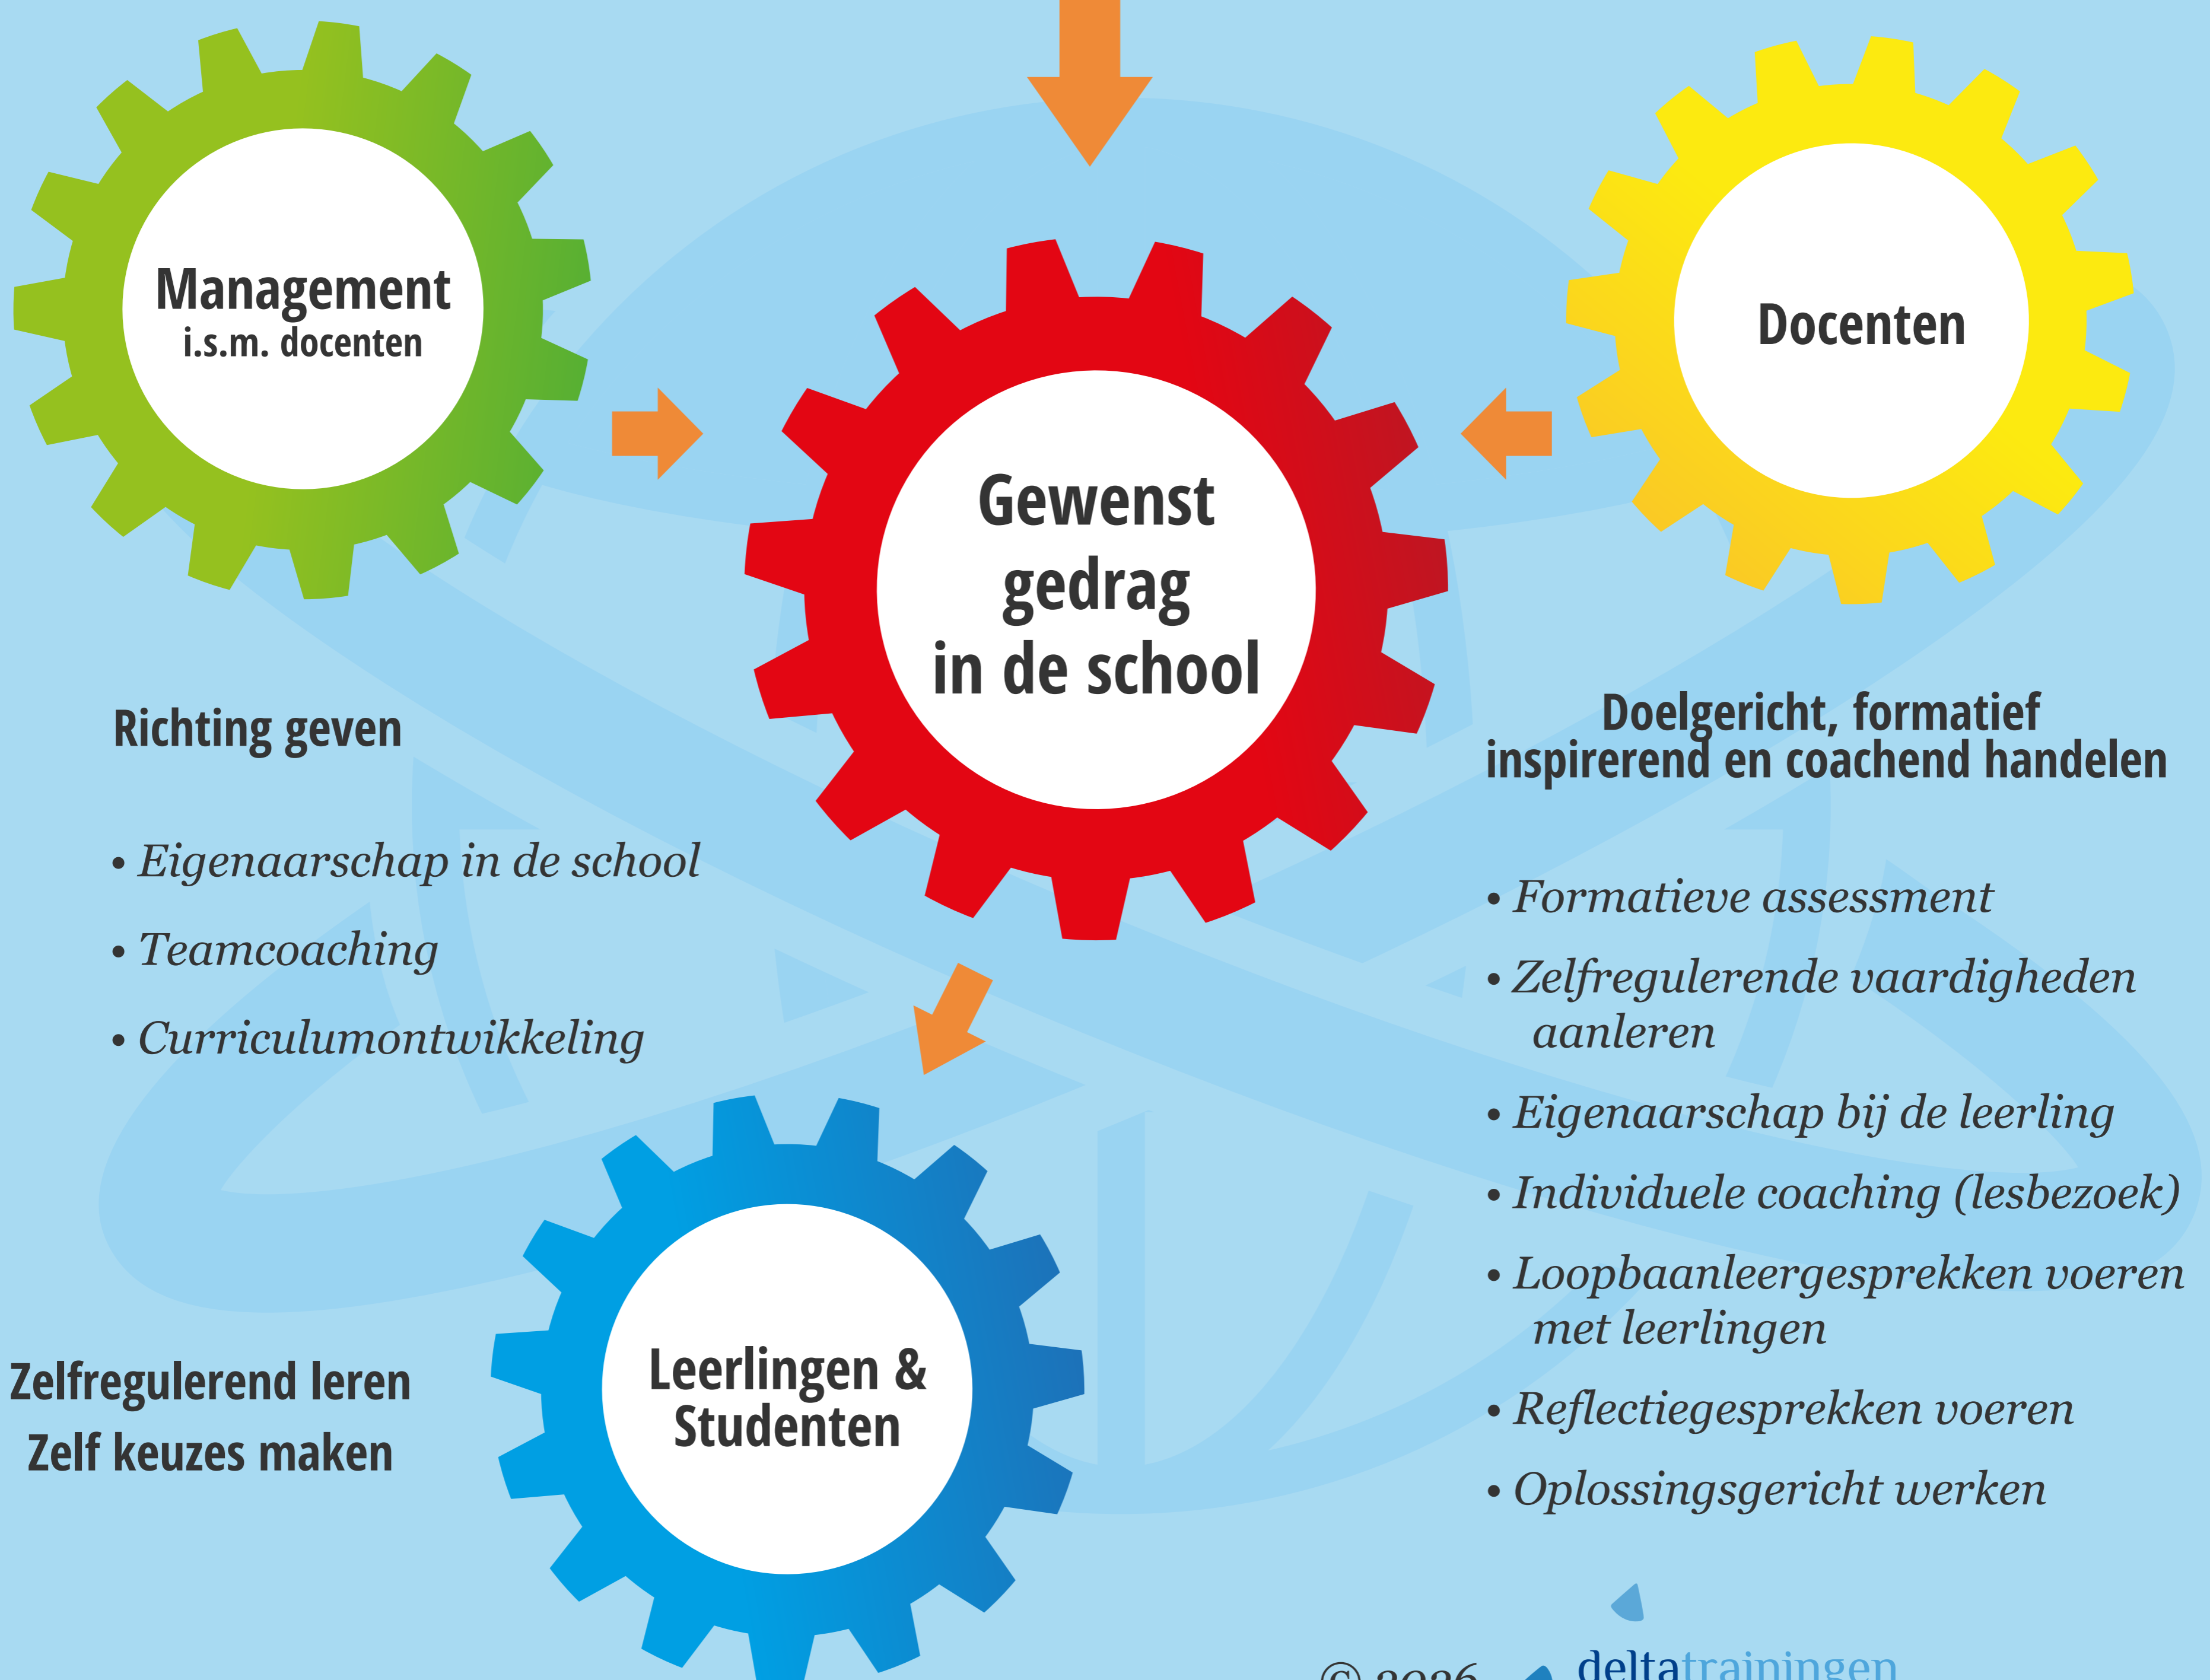 Management
i.s.m. docenten
Docenten
Gewenst
gedrag
in de school
Richting geven
• Eigenaarschap in de school
• Teamcoaching
• Curriculumontwikkeling
Doelgericht, formatief
inspirerend en coachend handelen
• Formatieve assessment
• Zelfregulerende vaardigheden
aanleren
• Eigenaarschap bij de leerling
• Individuele coaching (lesbezoek)
• Loopbaanleergesprekken voeren
met leerlingen
• Reflectiegesprekken voeren
• Oplossingsgericht werken
Zelfregulerend leren
Zelf keuzes maken
Leerlingen &
Studenten
© 2026
deltatrainingen